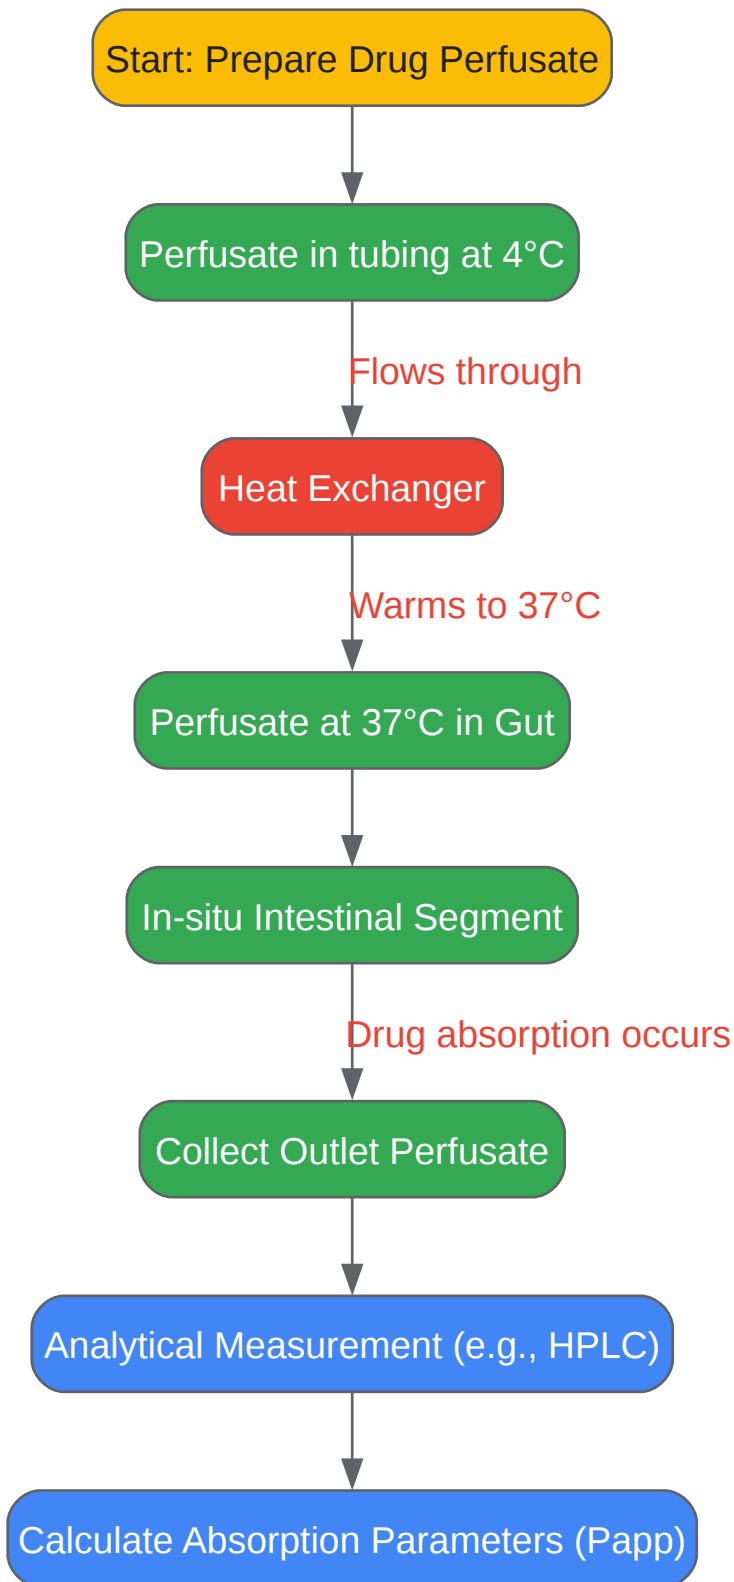 Start: Prepare Drug Perfusate
Perfusate in tubing at 4°C
Flows through
Heat Exchanger
Warms to 37°C
Perfusate at 37°C in Gut
In-situ Intestinal Segment
Drug absorption occurs
Collect Outlet Perfusate
Analytical Measurement (e.g., HPLC)
Calculate Absorption Parameters (Papp)